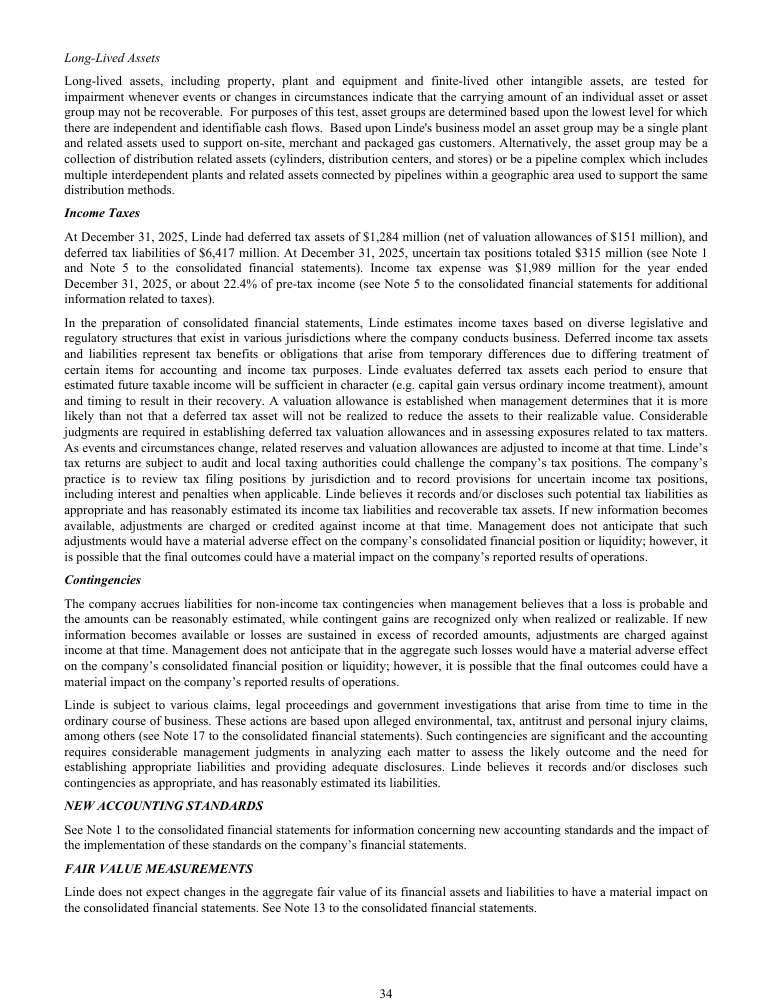 Long-Lived Assets
Long-lived assets, including property, plant and equipment and finite-lived other intangible assets, are tested for
impairment whenever events or changes in circumstances indicate that the carrying amount of an individual asset or asset
group may not be recoverable.  For purposes of this test, asset groups are determined based upon the lowest level for which
there are independent and identifiable cash flows.  Based upon Linde's business model an asset group may be a single plant
and related assets used to support on-site, merchant and packaged gas customers. Alternatively, the asset group may be a
collection of distribution related assets (cylinders, distribution centers, and stores) or be a pipeline complex which includes
multiple interdependent plants and related assets connected by pipelines within a geographic area used to support the same
distribution methods.
Income Taxes
At December 31, 2025, Linde had deferred tax assets of $1,284 million (net of valuation allowances of $151 million), and
deferred tax liabilities of $6,417 million. At December 31, 2025, uncertain tax positions totaled $315 million (see Note 1
and Note 5 to the consolidated financial statements). Income tax expense was $1,989 million for the year ended
December 31, 2025, or about 22.4% of pre-tax income (see Note 5 to the consolidated financial statements for additional
information related to taxes).
In the preparation of consolidated financial statements, Linde estimates income taxes based on diverse legislative and
regulatory structures that exist in various jurisdictions where the company conducts business. Deferred income tax assets
and liabilities represent tax benefits or obligations that arise from temporary differences due to differing treatment of
certain items for accounting and income tax purposes. Linde evaluates deferred tax assets each period to ensure that
estimated future taxable income will be sufficient in character (e.g. capital gain versus ordinary income treatment), amount
and timing to result in their recovery. A valuation allowance is established when management determines that it is more
likely than not that a deferred tax asset will not be realized to reduce the assets to their realizable value. Considerable
judgments are required in establishing deferred tax valuation allowances and in assessing exposures related to tax matters.
As events and circumstances change, related reserves and valuation allowances are adjusted to income at that time. Linde’s
tax returns are subject to audit and local taxing authorities could challenge the company’s tax positions. The company’s
practice is to review tax filing positions by jurisdiction and to record provisions for uncertain income tax positions,
including interest and penalties when applicable. Linde believes it records and/or discloses such potential tax liabilities as
appropriate and has reasonably estimated its income tax liabilities and recoverable tax assets. If new information becomes
available, adjustments are charged or credited against income at that time. Management does not anticipate that such
adjustments would have a material adverse effect on the company’s consolidated financial position or liquidity; however, it
is possible that the final outcomes could have a material impact on the company’s reported results of operations.
Contingencies
The company accrues liabilities for non-income tax contingencies when management believes that a loss is probable and
the amounts can be reasonably estimated, while contingent gains are recognized only when realized or realizable. If new
information becomes available or losses are sustained in excess of recorded amounts, adjustments are charged against
income at that time. Management does not anticipate that in the aggregate such losses would have a material adverse effect
on the company’s consolidated financial position or liquidity; however, it is possible that the final outcomes could have a
material impact on the company’s reported results of operations.
Linde is subject to various claims, legal proceedings and government investigations that arise from time to time in the
ordinary course of business. These actions are based upon alleged environmental, tax, antitrust and personal injury claims,
among others (see Note 17 to the consolidated financial statements). Such contingencies are significant and the accounting
requires considerable management judgments in analyzing each matter to assess the likely outcome and the need for
establishing appropriate liabilities and providing adequate disclosures. Linde believes it records and/or discloses such
contingencies as appropriate, and has reasonably estimated its liabilities.
NEW ACCOUNTING STANDARDS
See Note 1 to the consolidated financial statements for information concerning new accounting standards and the impact of
the implementation of these standards on the company’s financial statements.
FAIR VALUE MEASUREMENTS
Linde does not expect changes in the aggregate fair value of its financial assets and liabilities to have a material impact on
the consolidated financial statements. See Note 13 to the consolidated financial statements.
34